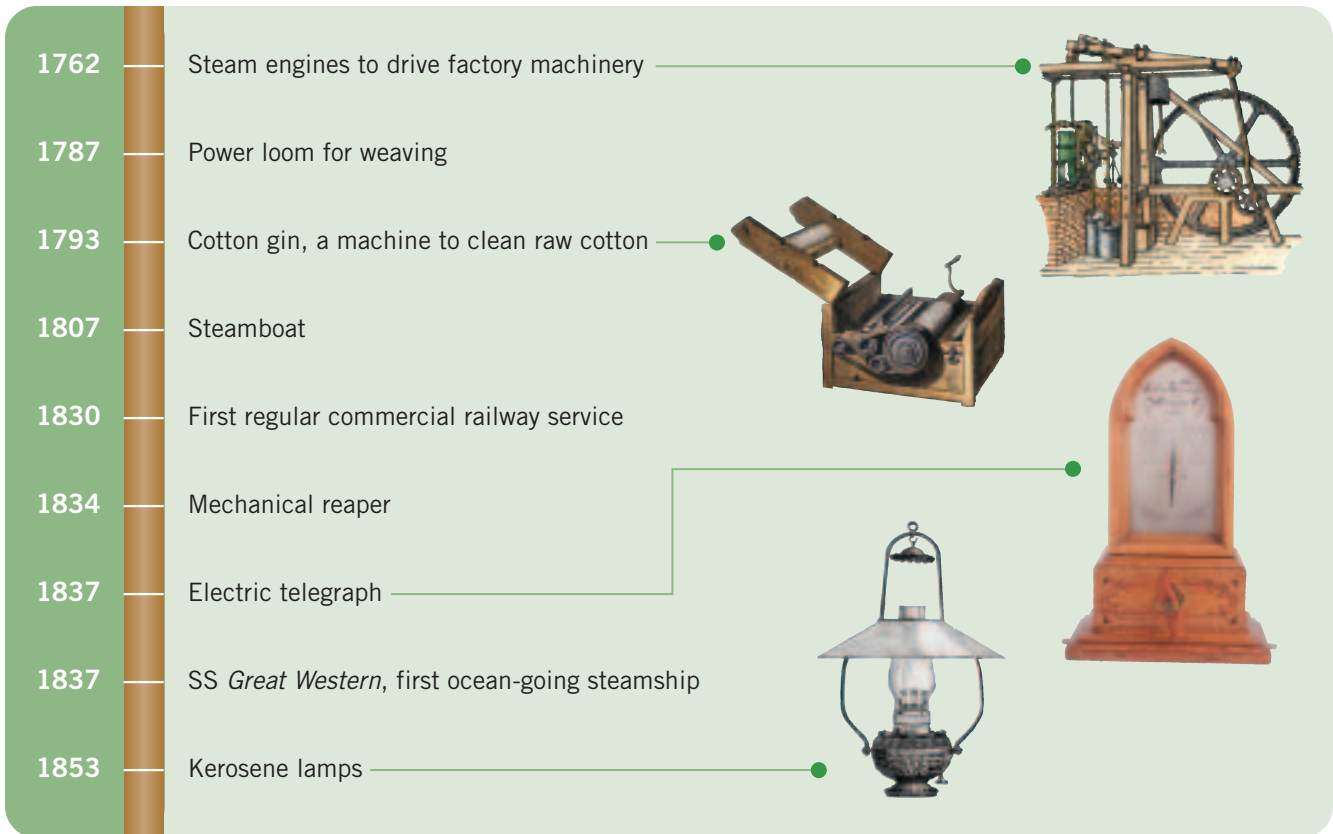 1762 Steam engines to drive factory machinery
1787 Power loom for weaving
1793 Cotton gin, a machine to clean raw cotton
1807 Steamboat
1830 First regular commercial railway service
1834 Mechanical reaper
1837 Electric telegraph
1837 SS Great Western, first ocean-going steamship
1853 Kerosene lamps